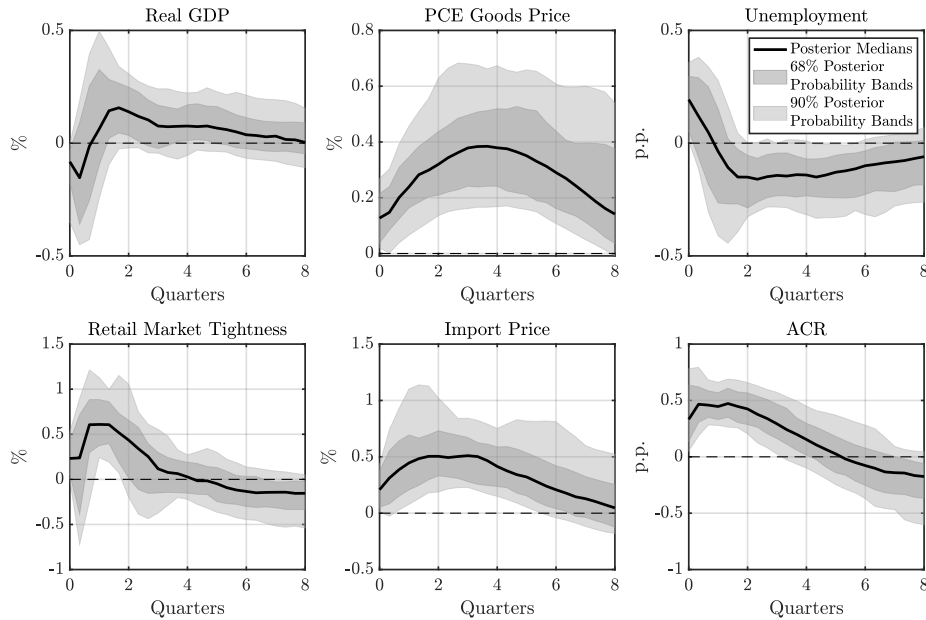 Real GDP
0.5
0
-0.5
%
0 2 4 6 8
Quarters
PCE Goods Price
0.8
0.6
0.4
0.2
0
%
0 2 4 6 8
Quarters
Unemployment
0.5
0
-0.5
p.p.
0 2 4 6 8
Quarters
Posterior Medians
68% Posterior
Probability Bands
90% Posterior
Probability Bands
Retail Market Tightness
1.5
1
0.5
0
-0.5
-1
%
0 2 4 6 8
Quarters
Import Price
1.5
1
0.5
0
-0.5
%
0 2 4 6 8
Quarters
ACR
1
0.5
0
-0.5
-1
p.p.
0 2 4 6 8
Quarters